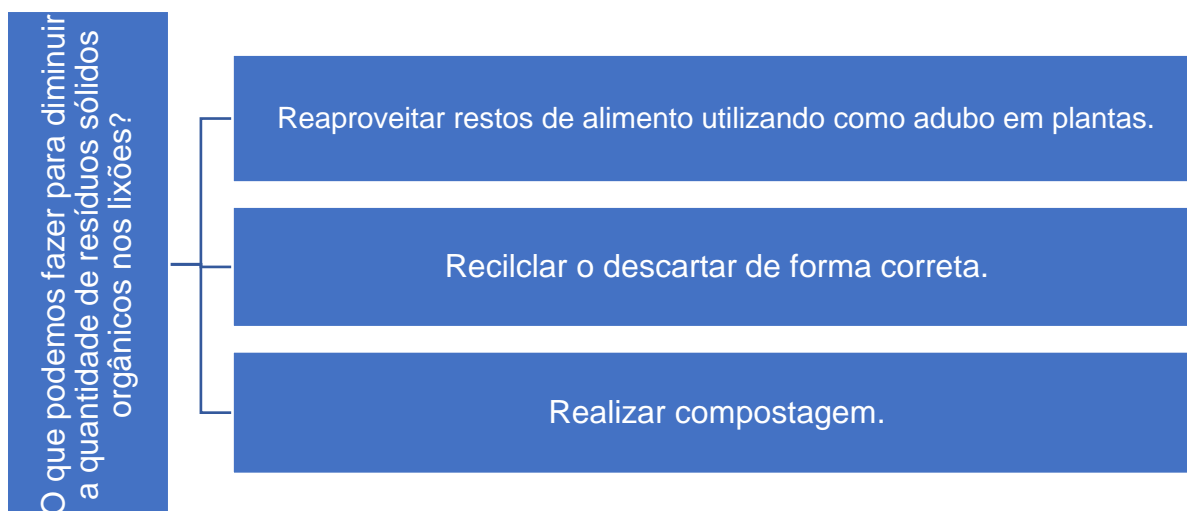 O que podemos fazer para diminuir
a quantidade de resíduos sólidos
orgânicos nos lixões?
Reaproveitar restos de alimento utilizando como adubo em plantas.
Recilclar o descartar de forma correta.
Realizar compostagem.